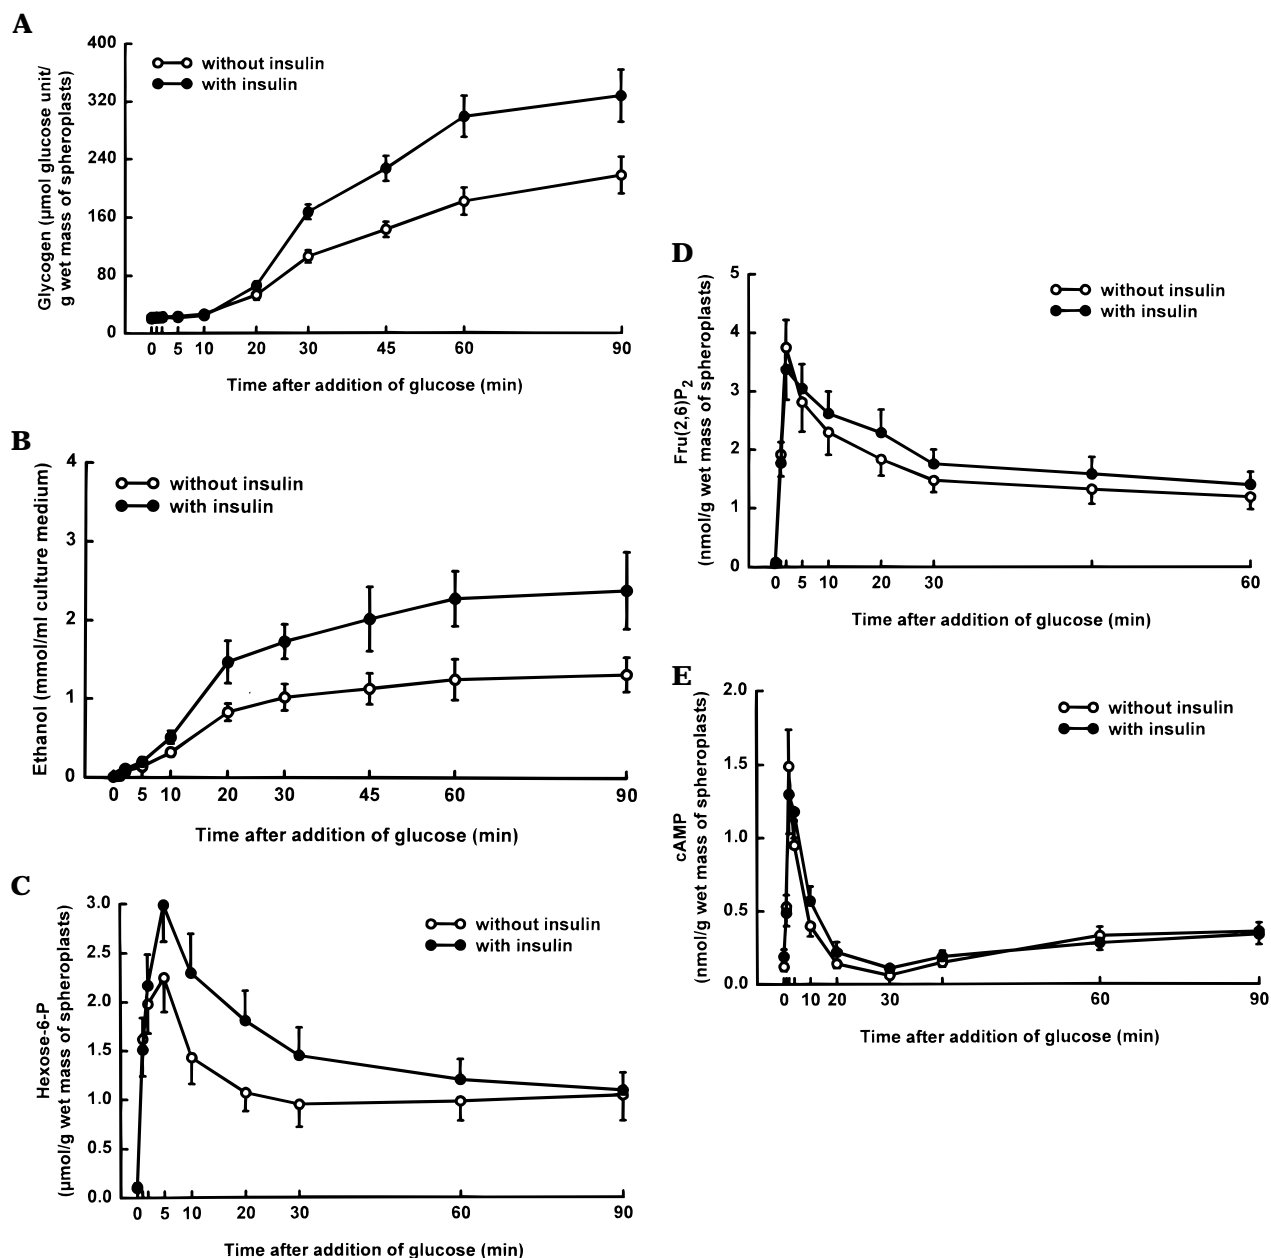 A
400
320
240
160
80
0
Glycogen (μmol glucose unit/
g wet mass of spheroplasts)
without insulin
with insulin
0 5 10 20 30 45 60 90
Time after addition of glucose (min)
B
4
3
2
1
0
Ethanol (mmol/ml culture medium)
without insulin
with insulin
0 5 10 20 30 45 60 90
Time after addition of glucose (min)
C
3.0
2.5
2.0
1.5
1.0
0.5
0.0
Hexose-6-P
(μmol/g wet mass of spheroplasts)
without insulin
with insulin
0 5 10 20 30 60 90
Time after addition of glucose (min)
D
5
4
3
2
1
0
Fru(2,6)P2
(nmol/g wet mass of spheroplasts)
without insulin
with insulin
0 5 10 20 30 60
Time after addition of glucose (min)
E
2.0
1.5
1.0
0.5
0.0
cAMP
(nmol/g wet mass of spheroplasts)
without insulin
with insulin
0 10 20 30 60 90
Time after addition of glucose (min)